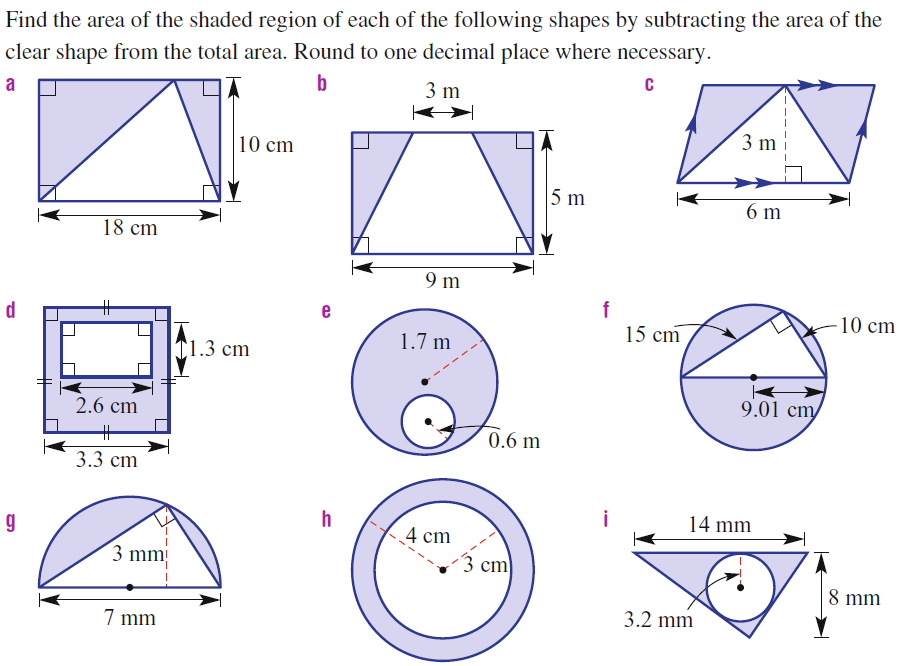 Find the area of the shaded region of each of the following shapes by subtracting the area of the
clear shape from the total area. Round to one decimal place where necessary.
a
10 cm
18 cm
b
3 m
5 m
9 m
c
3 m
6 m
d
1.3 cm
2.6 cm
3.3 cm
e
1.7 m
0.6 m
f
15 cm
10 cm
9.01 cm
g
3 mm
7 mm
h
4 cm
3 cm
i
14 mm
8 mm
3.2 mm